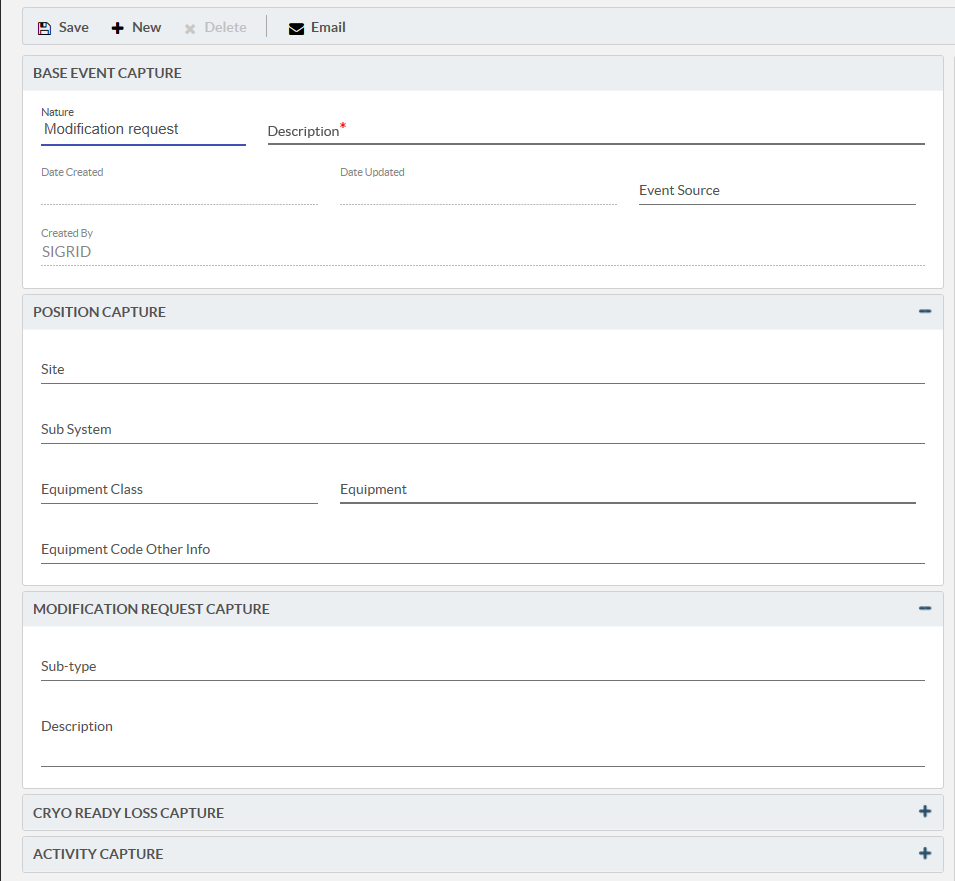 Save New Delete Email
BASE EVENT CAPTURE
Nature
Modification request
Description*
Date Created Date Updated
Event Source
Created By
SIGRID
POSITION CAPTURE
Site
Sub System
Equipment Class Equipment
Equipment Code Other Info
MODIFICATION REQUEST CAPTURE
Sub-type
Description
CRYO READY LOSS CAPTURE
ACTIVITY CAPTURE